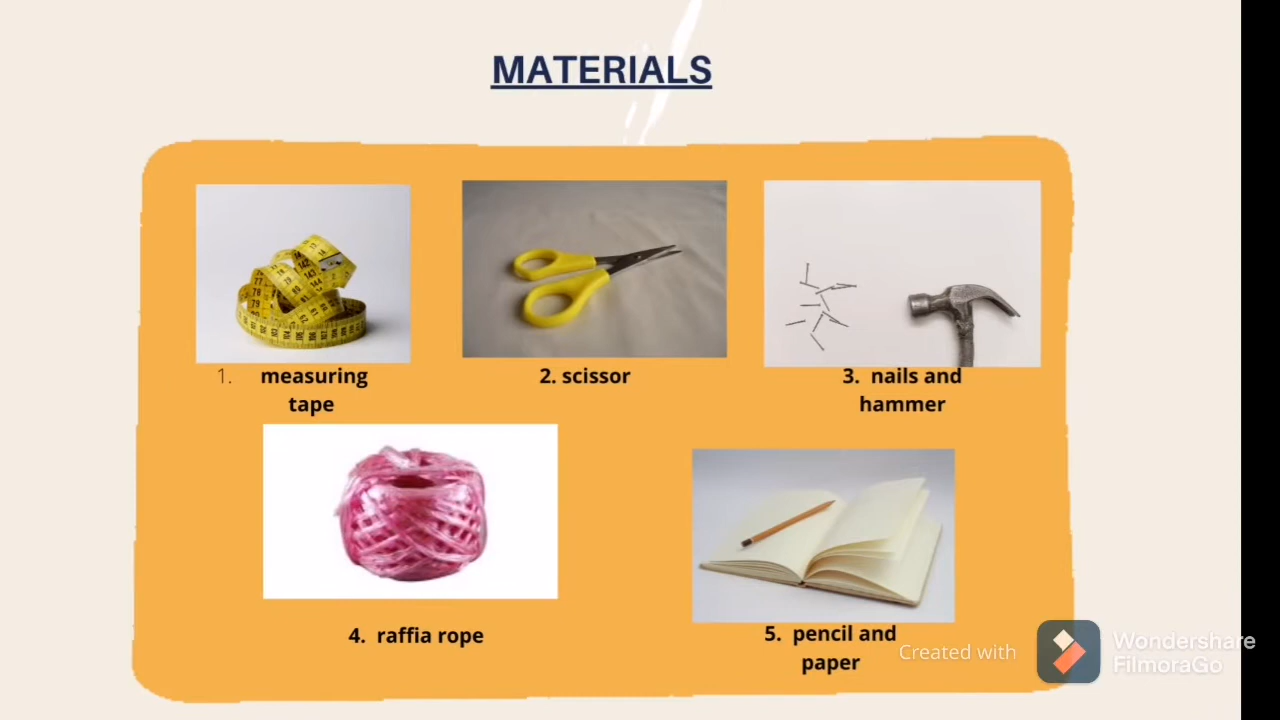 MATERIALS
1. measuring
tape
2. scissor
3. nails and
hammer
4. raffia rope
5. pencil and
paper
Created with
Wondershare
FilmoraGo